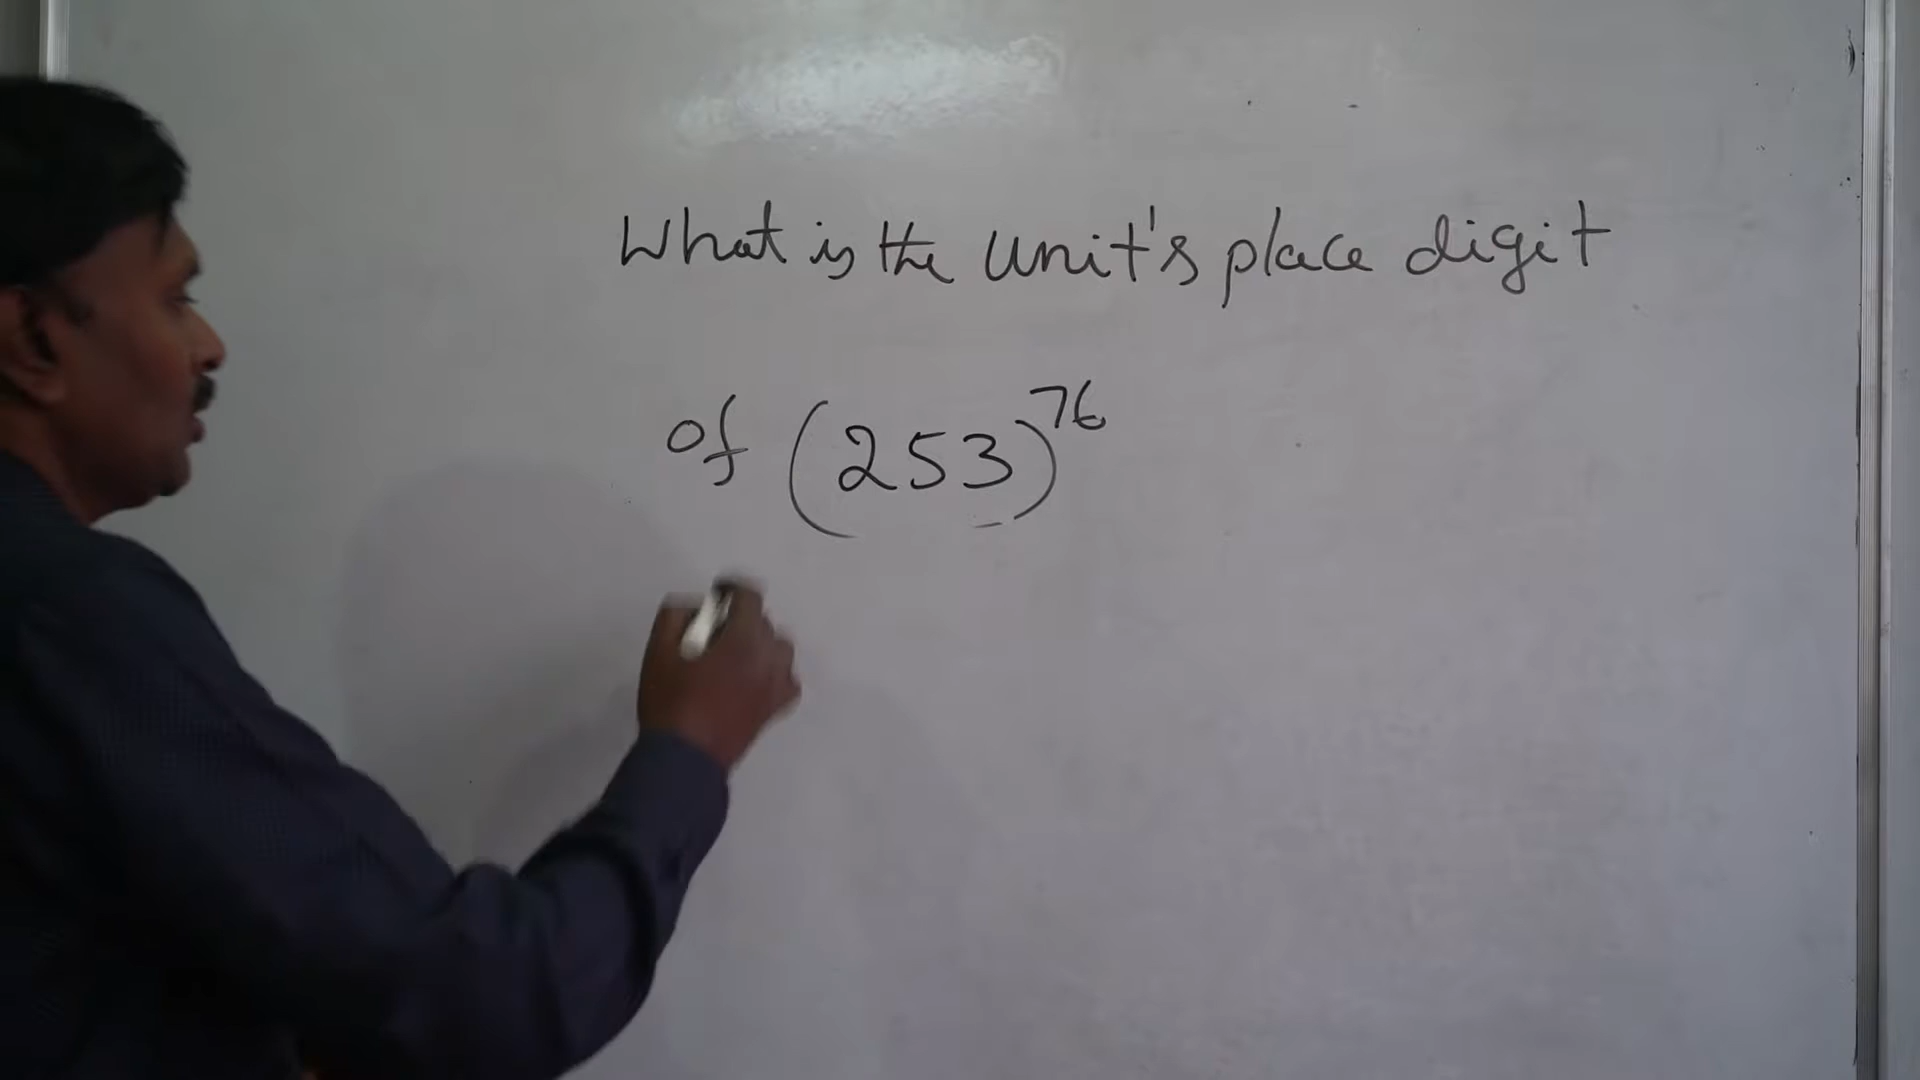 What is the unit's place digit
of (253)^76